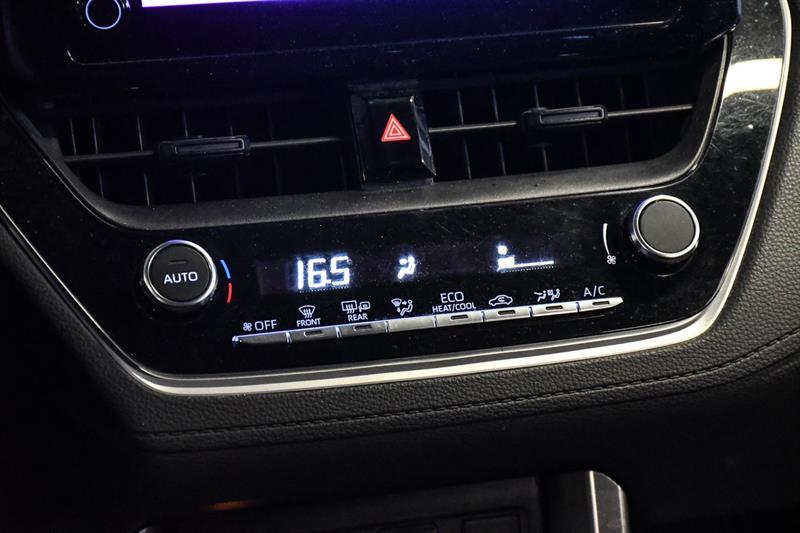 AUTO
16.5
OFF
FRONT
REAR
ECO
HEAT/COOL
A/C